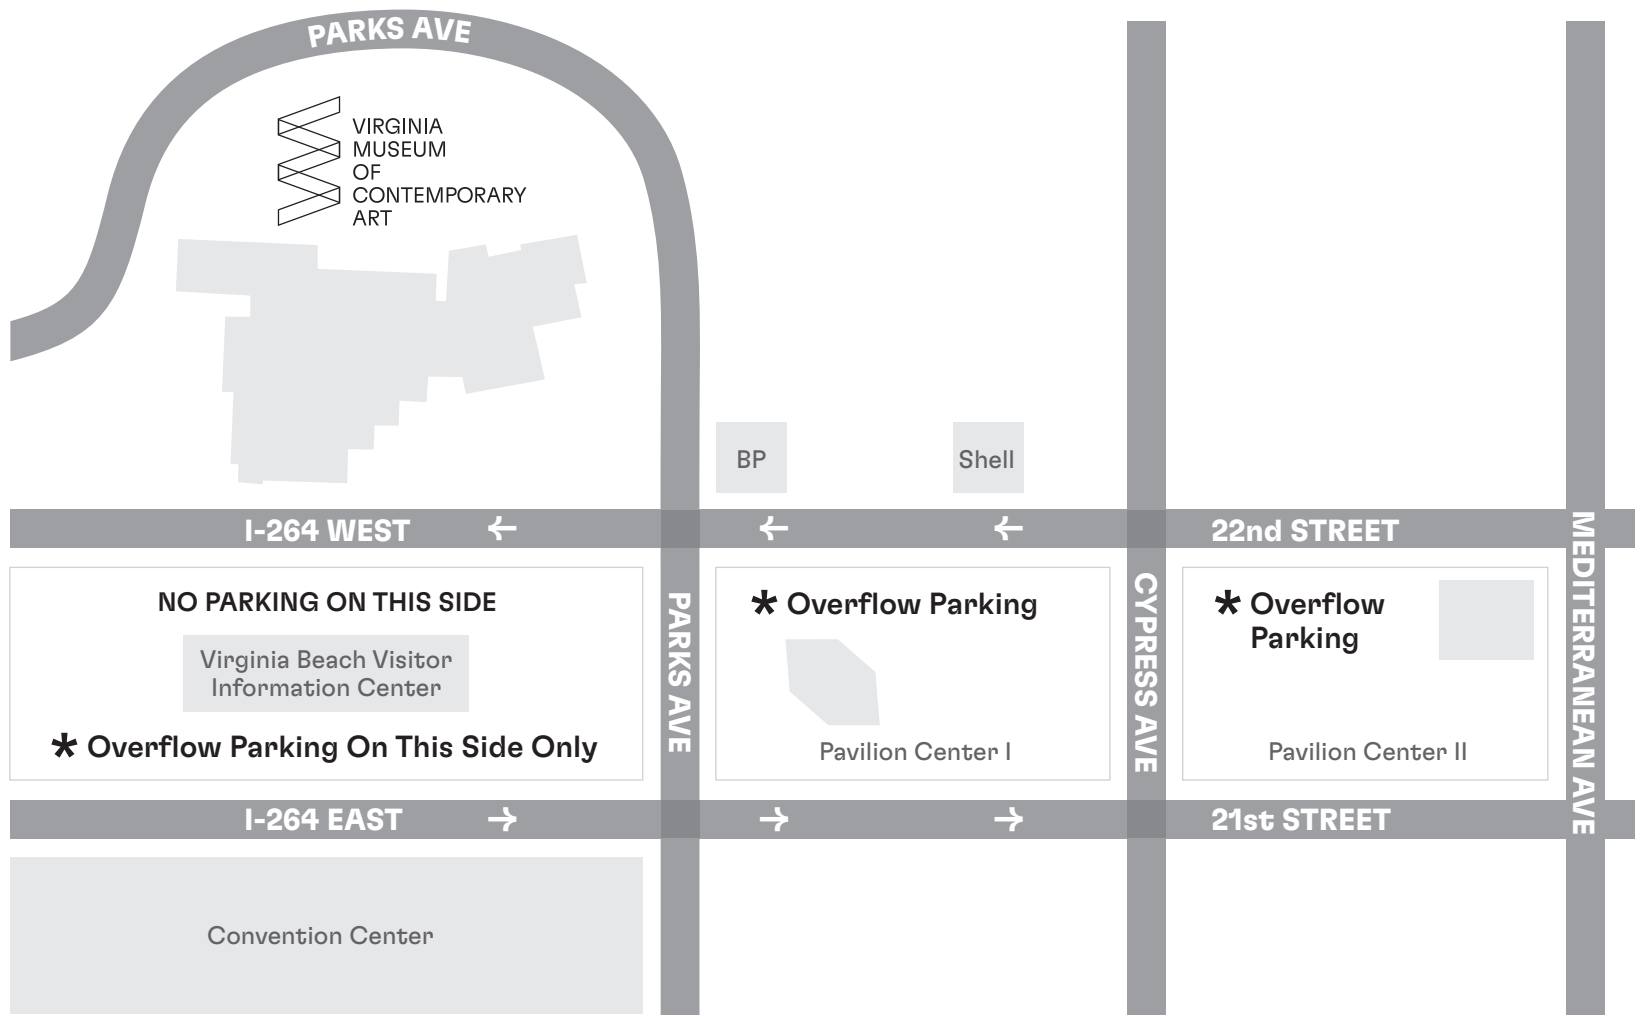 PARKS AVE
VIRGINIA
MUSEUM
OF
CONTEMPORARY
ART
BP
Shell
I-264 WEST
22nd STREET
NO PARKING ON THIS SIDE
Virginia Beach Visitor
Information Center
* Overflow Parking On This Side Only
PARKS AVE
* Overflow Parking
Pavilion Center I
CYPRESS AVE
* Overflow
Parking
Pavilion Center II
MEDITERRANEAN AVE
I-264 EAST
21st STREET
Convention Center